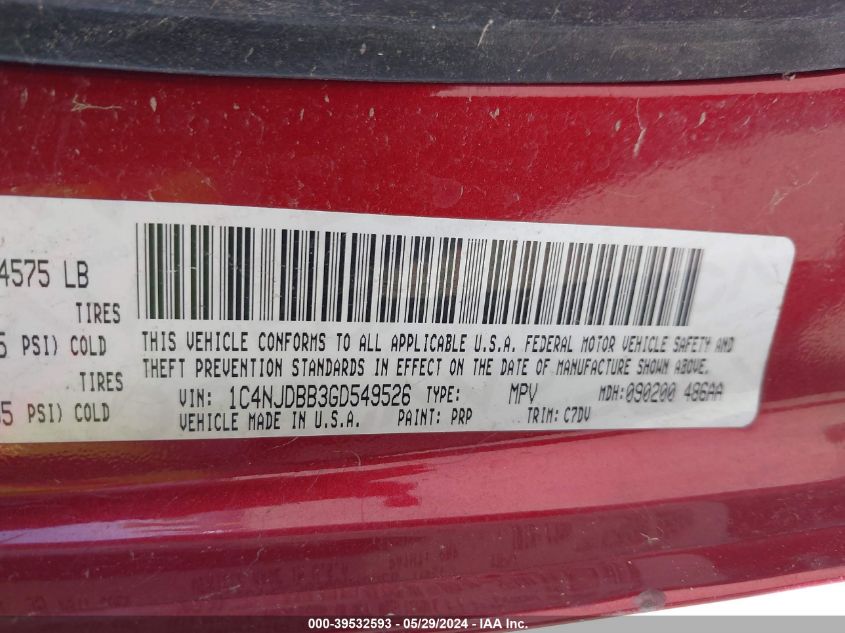 4575 LB
TIRES
5 PSI) COLD
TIRES
35 PSI) COLD
THIS VEHICLE CONFORMS TO ALL APPLICABLE U.S.A. FEDERAL MOTOR VEHICLE SAFETY AND
THEFT PREVENTION STANDARDS IN EFFECT ON THE DATE OF MANUFACTURE SHOWN ABOVE.
VIN: 1C4NJDBB3GD549526 TYPE: MPV MDH:090200 486AA
VEHICLE MADE IN U.S.A. PAINT: PRP TRIM: C7DV
000-39532593 - 05/29/2024 - IAA Inc.